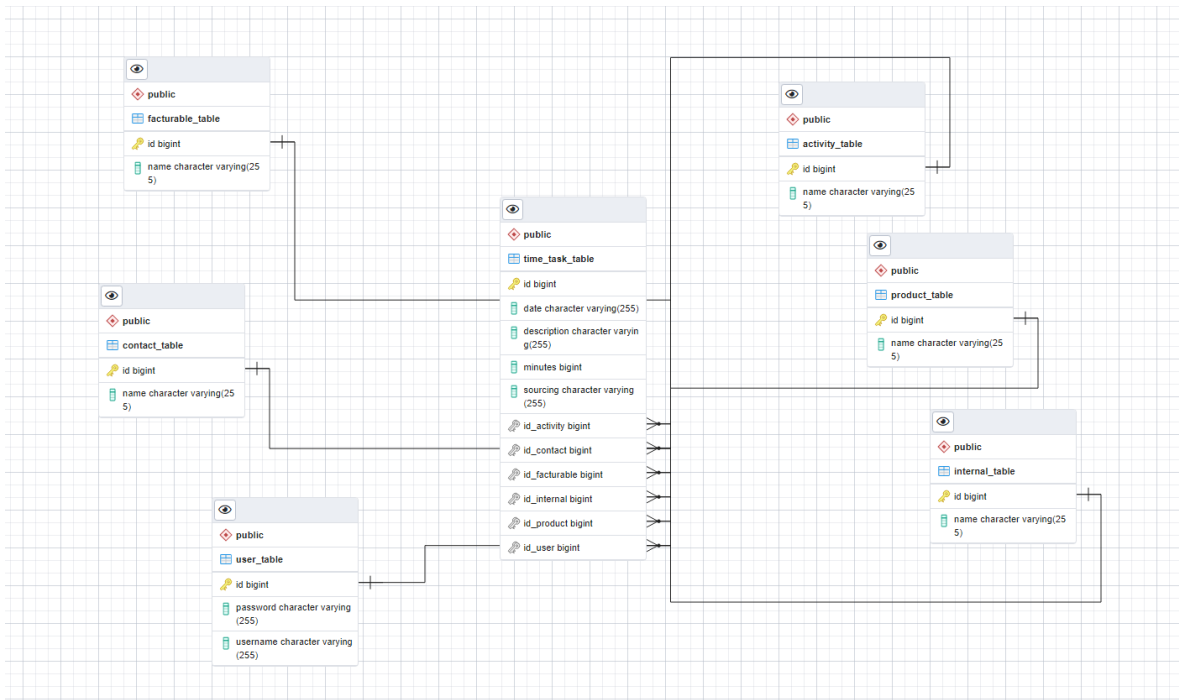 public
facturable_table
id bigint
name character varying(25
5)
public
activity_table
id bigint
name character varying(25
5)
public
time_task_table
id bigint
date character varying(255)
description character varyin
g(255)
minutes bigint
sourcing character varying
(255)
id_activity bigint
id_contact bigint
id_facturable bigint
id_internal bigint
id_product bigint
id_user bigint
public
product_table
id bigint
name character varying(25
5)
public
contact_table
id bigint
name character varying(25
5)
public
internal_table
id bigint
name character varying(25
5)
public
user_table
id bigint
password character varying
(255)
username character varying
(255)